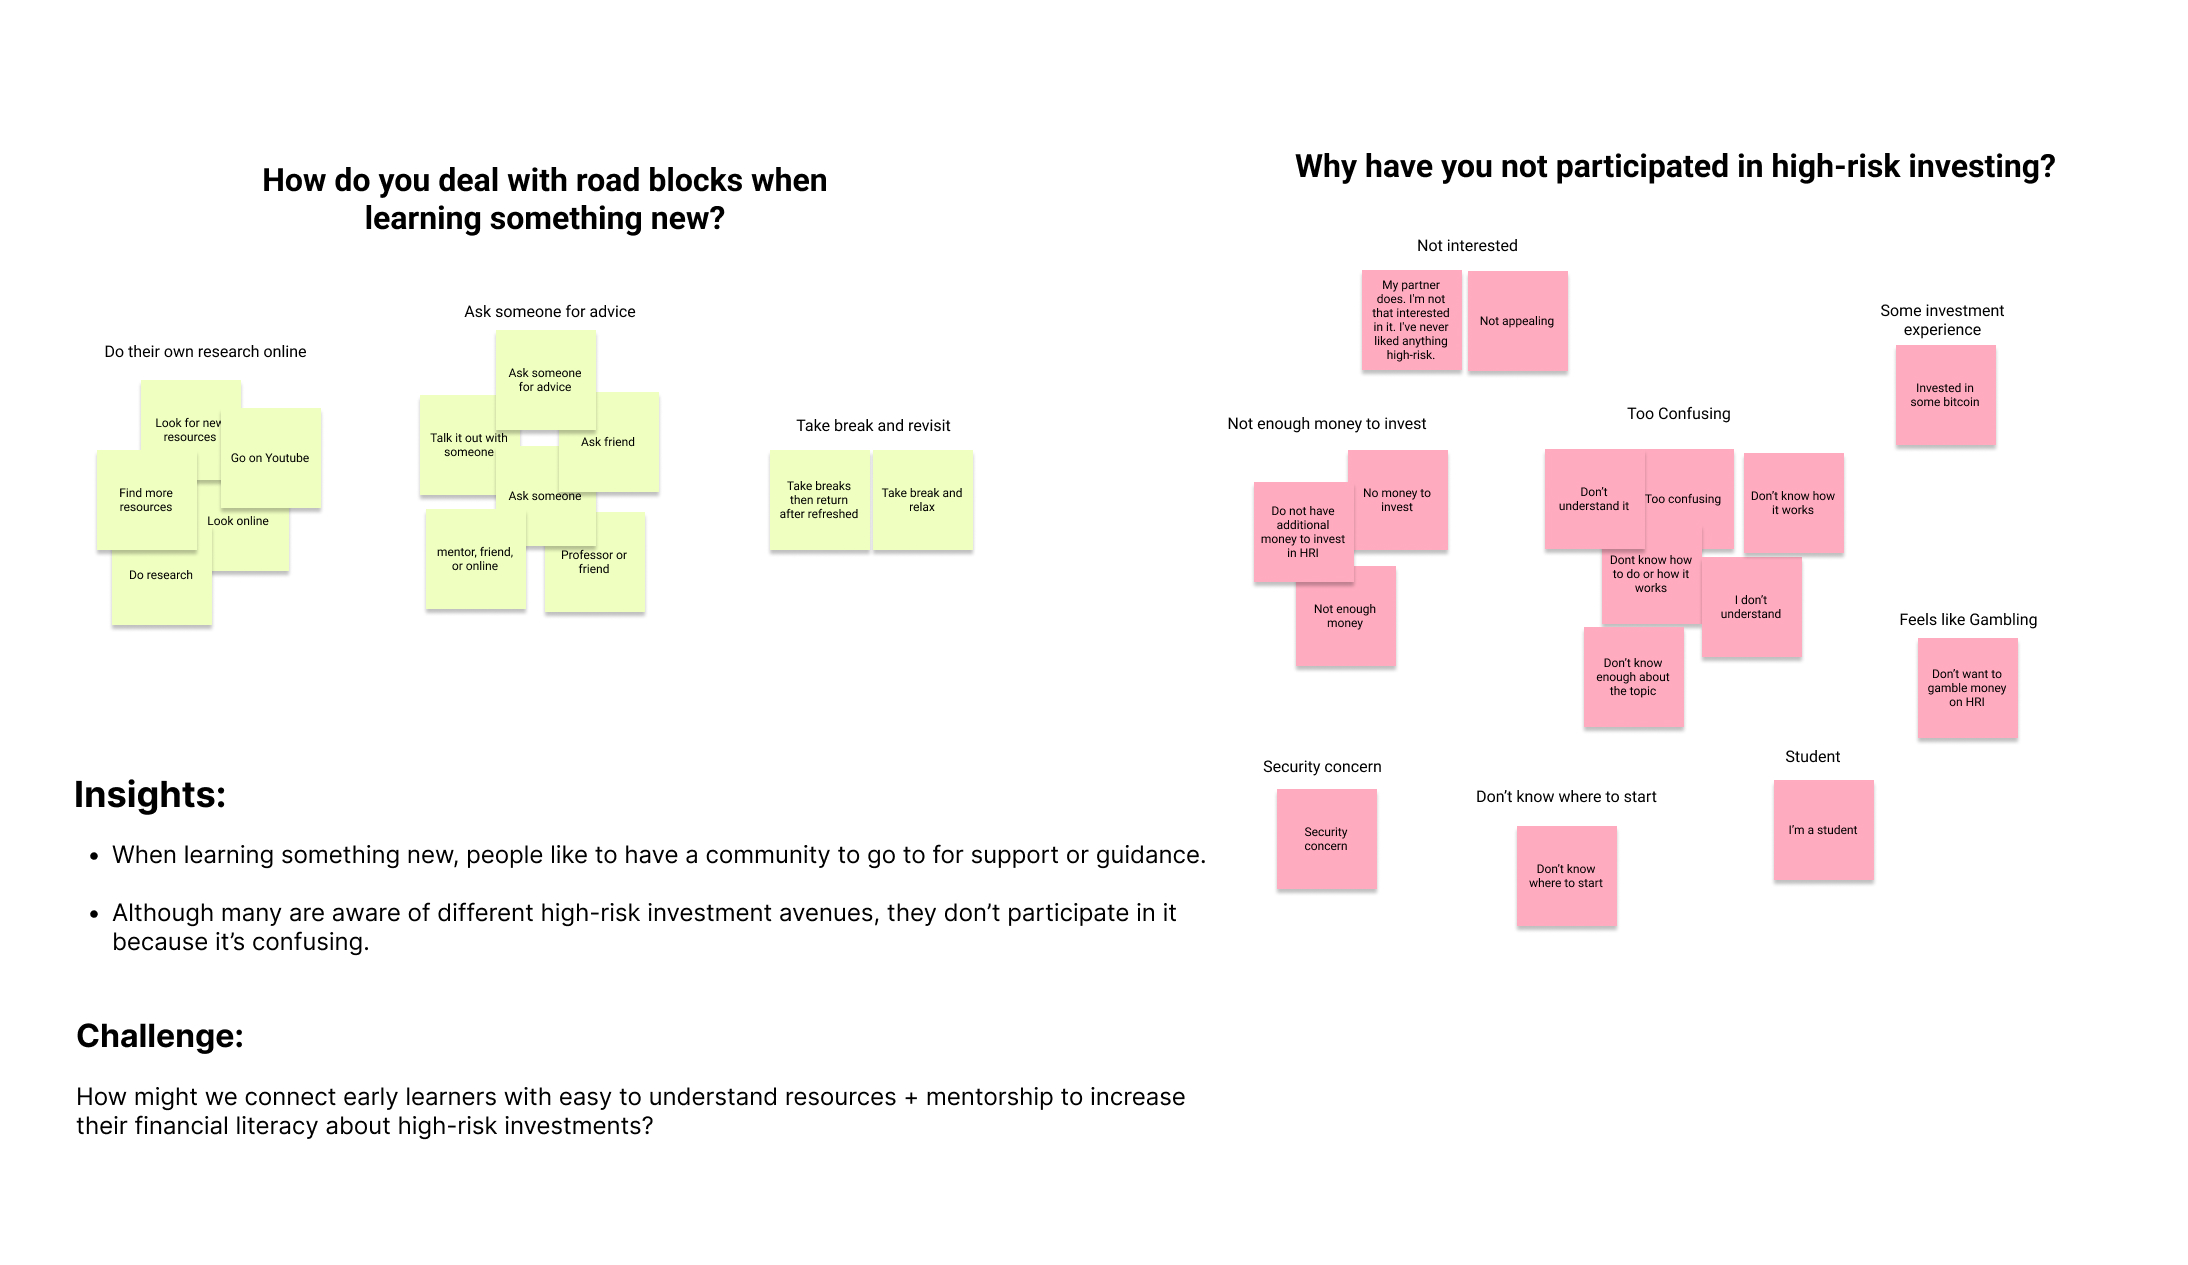 How do you deal with road blocks when
learning something new?
Do their own research online
Look for new
resources
Go on Youtube
Find more
resources
Look online
Do research
Ask someone for advice
Ask someone
for advice
Talk it out with
someone
Ask friend
Ask someone
mentor, friend,
or online
Professor or
friend
Take break and revisit
Take breaks
then return
after refreshed
Take break and
relax
Insights:
• When learning something new, people like to have a community to go to for support or guidance.
• Although many are aware of different high-risk investment avenues, they don’t participate in it
because it’s confusing.
Challenge:
How might we connect early learners with easy to understand resources + mentorship to increase
their financial literacy about high-risk investments?
Why have you not participated in high-risk investing?
Not interested
My partner
does. I'm not
that interested
in it. I've never
liked anything
high-risk.
Not appealing
Some investment
experience
Invested in
some bitcoin
Not enough money to invest
No money to
invest
Do not have
additional
money to invest
in HRI
Not enough
money
Too Confusing
Don’t
understand it
Too confusing
Don’t know how
it works
Dont know how
to do or how it
works
I don’t
understand
Don’t know
enough about
the topic
Feels like Gambling
Don’t want to
gamble money
on HRI
Security concern
Security
concern
Don’t know where to start
Don’t know
where to start
Student
I’m a student